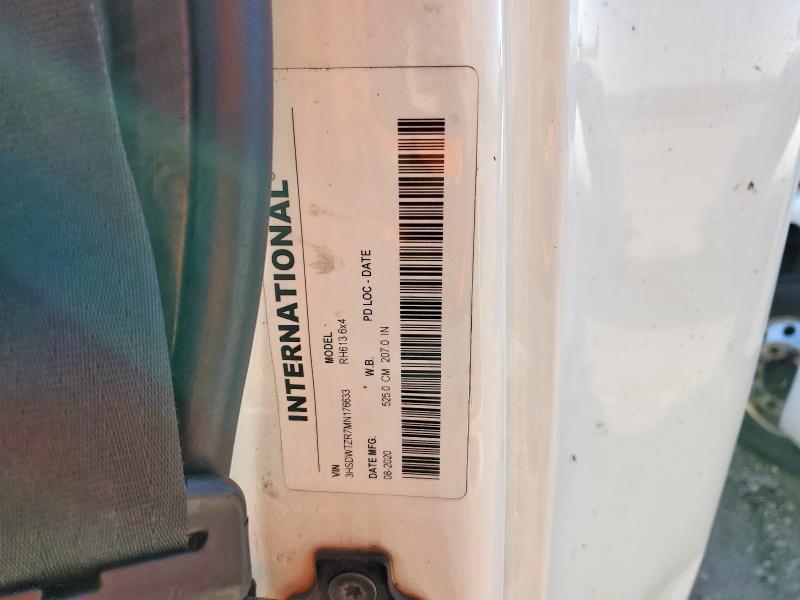 INTERNATIONAL®
VIN MODEL
3HSDWTZR7MN176633 RH613 6x4
DATE MFG. W.B. PD LOC - DATE
08-2020 525.0 CM 207.0 IN